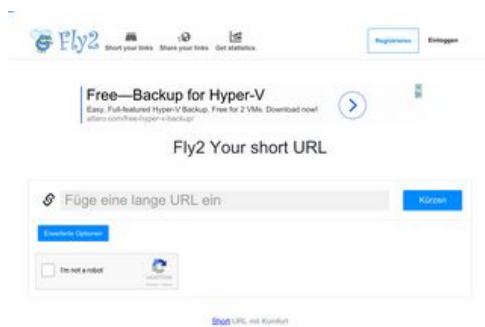 Fly2 Short your links Share your links Get statistics Registrieren Einloggen
Free—Backup for Hyper-V
Easy. Full-featured Hyper-V Backup. Free for 2 VMs. Download now!
altaro.com/free-hyper-v-backup/
Fly2 Your short URL
Füge eine lange URL ein Kürzen
Erweiterte Optionen
I'm not a robot
reCAPTCHA
Short URL mit Komfort